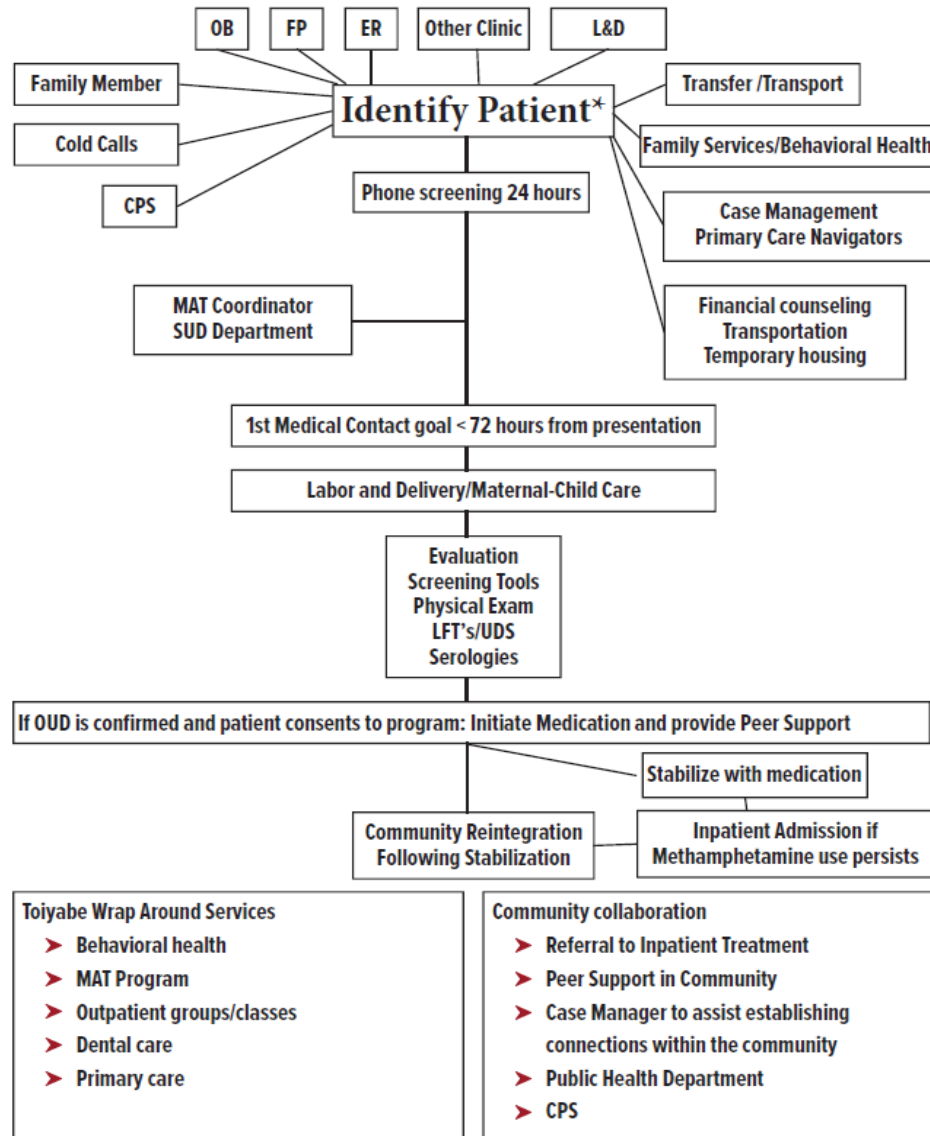 OB
FP
ER
Other Clinic
L&D
Family Member
Transfer /Transport
Identify Patient*
Cold Calls
Family Services/Behavioral Health
CPS
Phone screening 24 hours
Case Management
Primary Care Navigators
MAT Coordinator
SUD Department
Financial counseling
Transportation
Temporary housing
1st Medical Contact goal < 72 hours from presentation
Labor and Delivery/Maternal-Child Care
Evaluation
Screening Tools
Physical Exam
LFT's/UDS
Serologies
If OUD is confirmed and patient consents to program: Initiate Medication and provide Peer Support
Stabilize with medication
Community Reintegration
Following Stabilization
Inpatient Admission if
Methamphetamine use persists
Toiyabe Wrap Around Services
➤ Behavioral health
➤ MAT Program
➤ Outpatient groups/classes
➤ Dental care
➤ Primary care
Community collaboration
➤ Referral to Inpatient Treatment
➤ Peer Support in Community
➤ Case Manager to assist establishing
connections within the community
➤ Public Health Department
➤ CPS